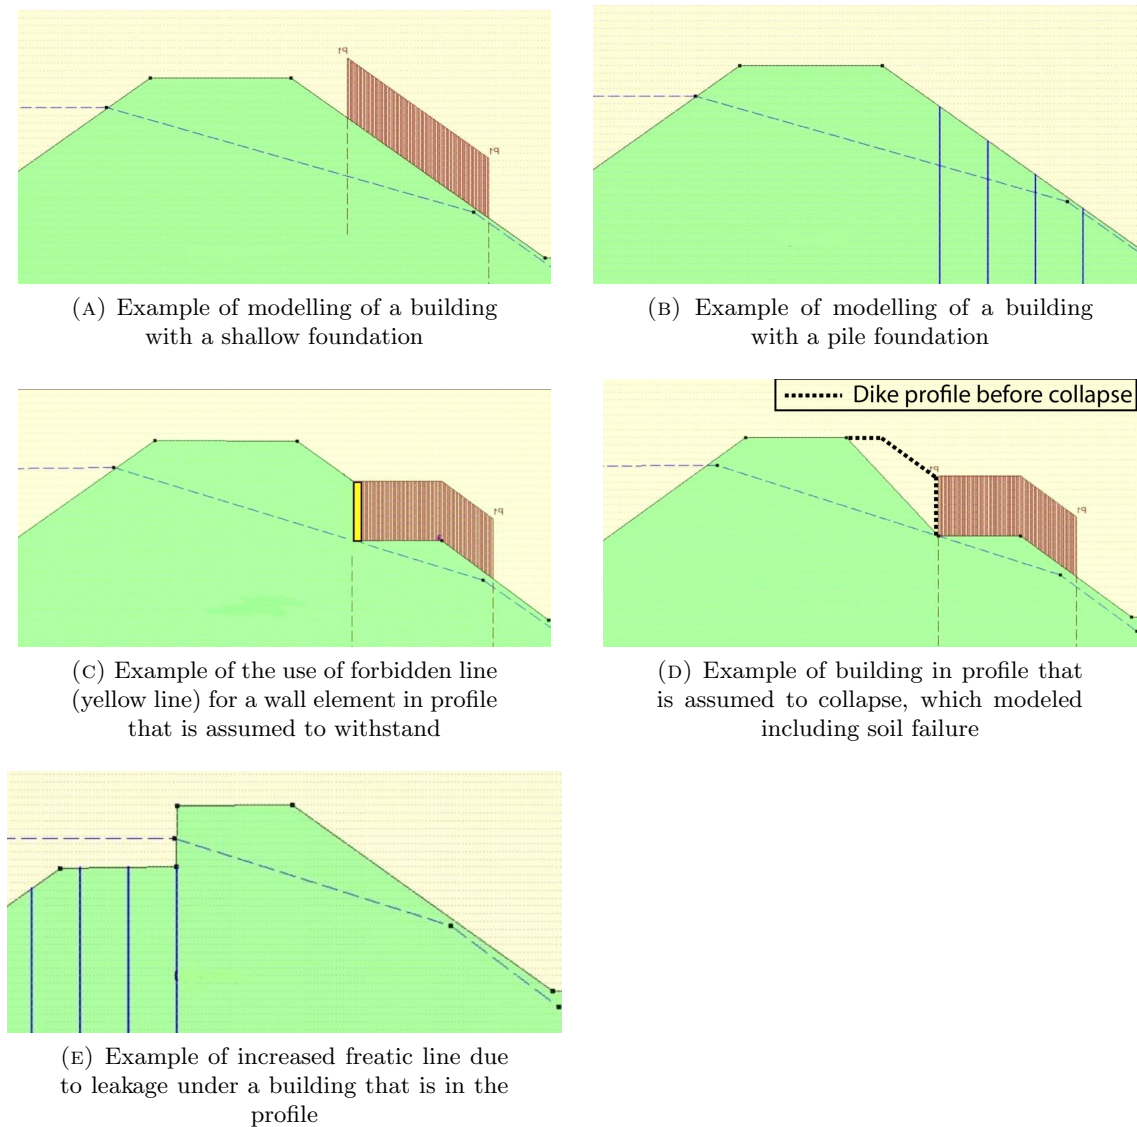 (A) Example of modelling of a building
with a shallow foundation
(B) Example of modelling of a building
with a pile foundation
Dike profile before collapse
(C) Example of the use of forbidden line
(yellow line) for a wall element in profile
that is assumed to withstand
(D) Example of building in profile that
is assumed to collapse, which modeled
including soil failure
(E) Example of increased freatic line due
to leakage under a building that is in the
profile